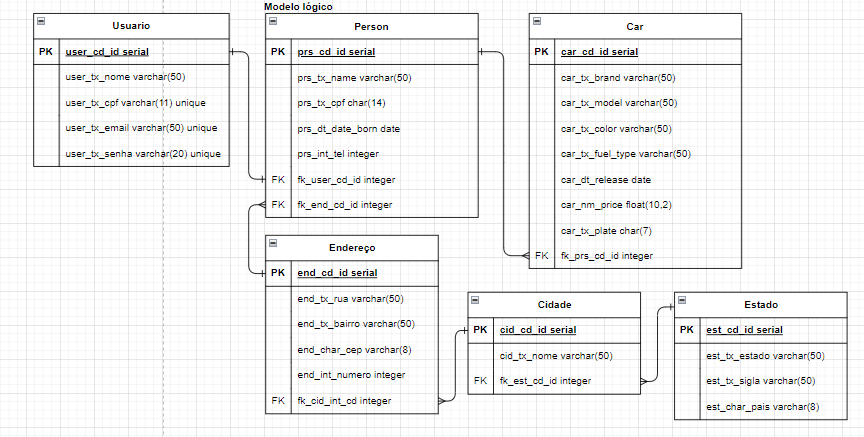 Modelo lógico
Usuario
PK user_cd_id serial
user_tx_nome varchar(50)
user_tx_cpf varchar(11) unique
user_tx_email varchar(50) unique
user_tx_senha varchar(20) unique
Person
PK prs_cd_id serial
prs_tx_name varchar(50)
prs_tx_cpf char(14)
prs_dt_date_born date
prs_int_tel integer
FK fk_user_cd_id integer
FK fk_end_cd_id integer
Car
PK car_cd_id serial
car_tx_brand varchar(50)
car_tx_model varchar(50)
car_tx_color varchar(50)
car_tx_fuel_type varchar(50)
car_dt_release date
car_nm_price float(10,2)
car_tx_plate char(7)
FK fk_prs_cd_id integer
Endereço
PK end_cd_id serial
end_tx_rua varchar(50)
end_tx_bairro varchar(50)
end_char_cep varchar(8)
end_int_numero integer
FK fk_cid_int_cd integer
Cidade
PK cid_cd_id serial
cid_tx_nome varchar(50)
FK fk_est_cd_id integer
Estado
PK est_cd_id serial
est_tx_estado varchar(50)
est_tx_sigla varchar(50)
est_char_pais varchar(8)